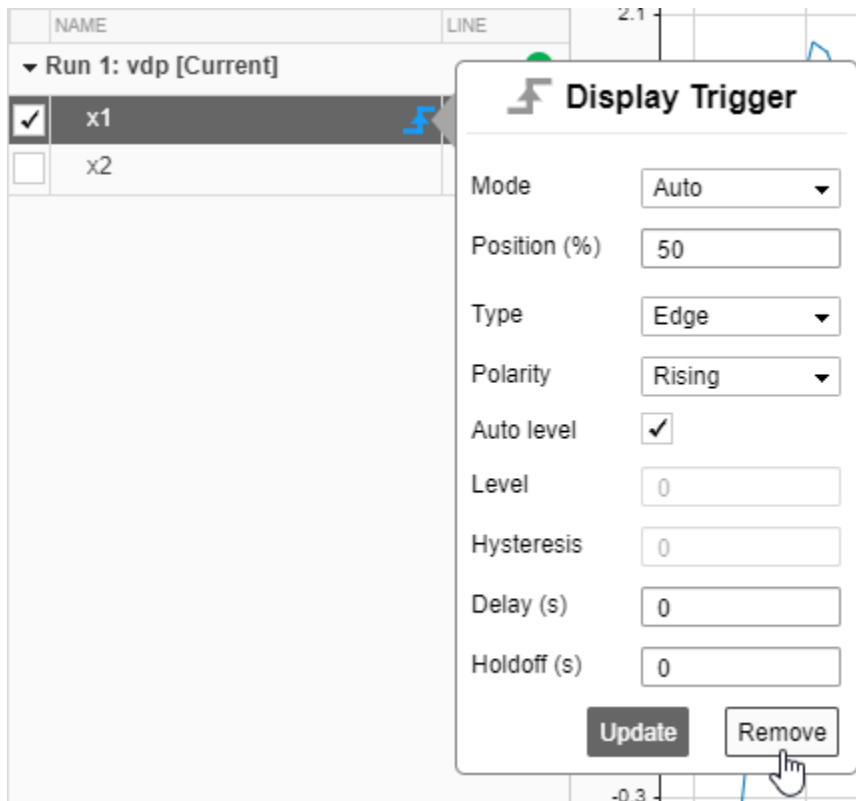 NAME
LINE
Run 1: vdp [Current]
x1
x2
2.1
Display Trigger
Mode Auto
Position (%) 50
Type Edge
Polarity Rising
Auto level
Level 0
Hysteresis 0
Delay (s) 0
Holdoff (s) 0
Update Remove
-0.3